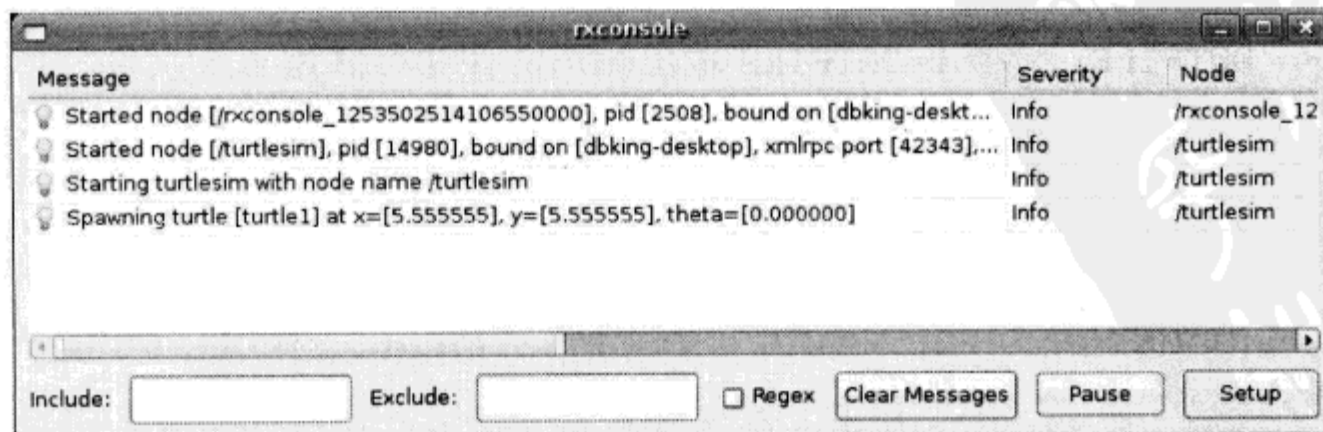 rxconsole
Message Severity Node
Started node [/rxconsole_1253502514106550000], pid [2508], bound on [dbking-deskt... Info /rxconsole_12
Started node [/turtlesim], pid [14980], bound on [dbking-desktop], xmlrpc port [42343],... Info /turtlesim
Starting turtlesim with node name /turtlesim Info /turtlesim
Spawning turtle [turtle1] at x=[5.555555], y=[5.555555], theta=[0.000000] Info /turtlesim
Include: Exclude: Regex Clear Messages Pause Setup